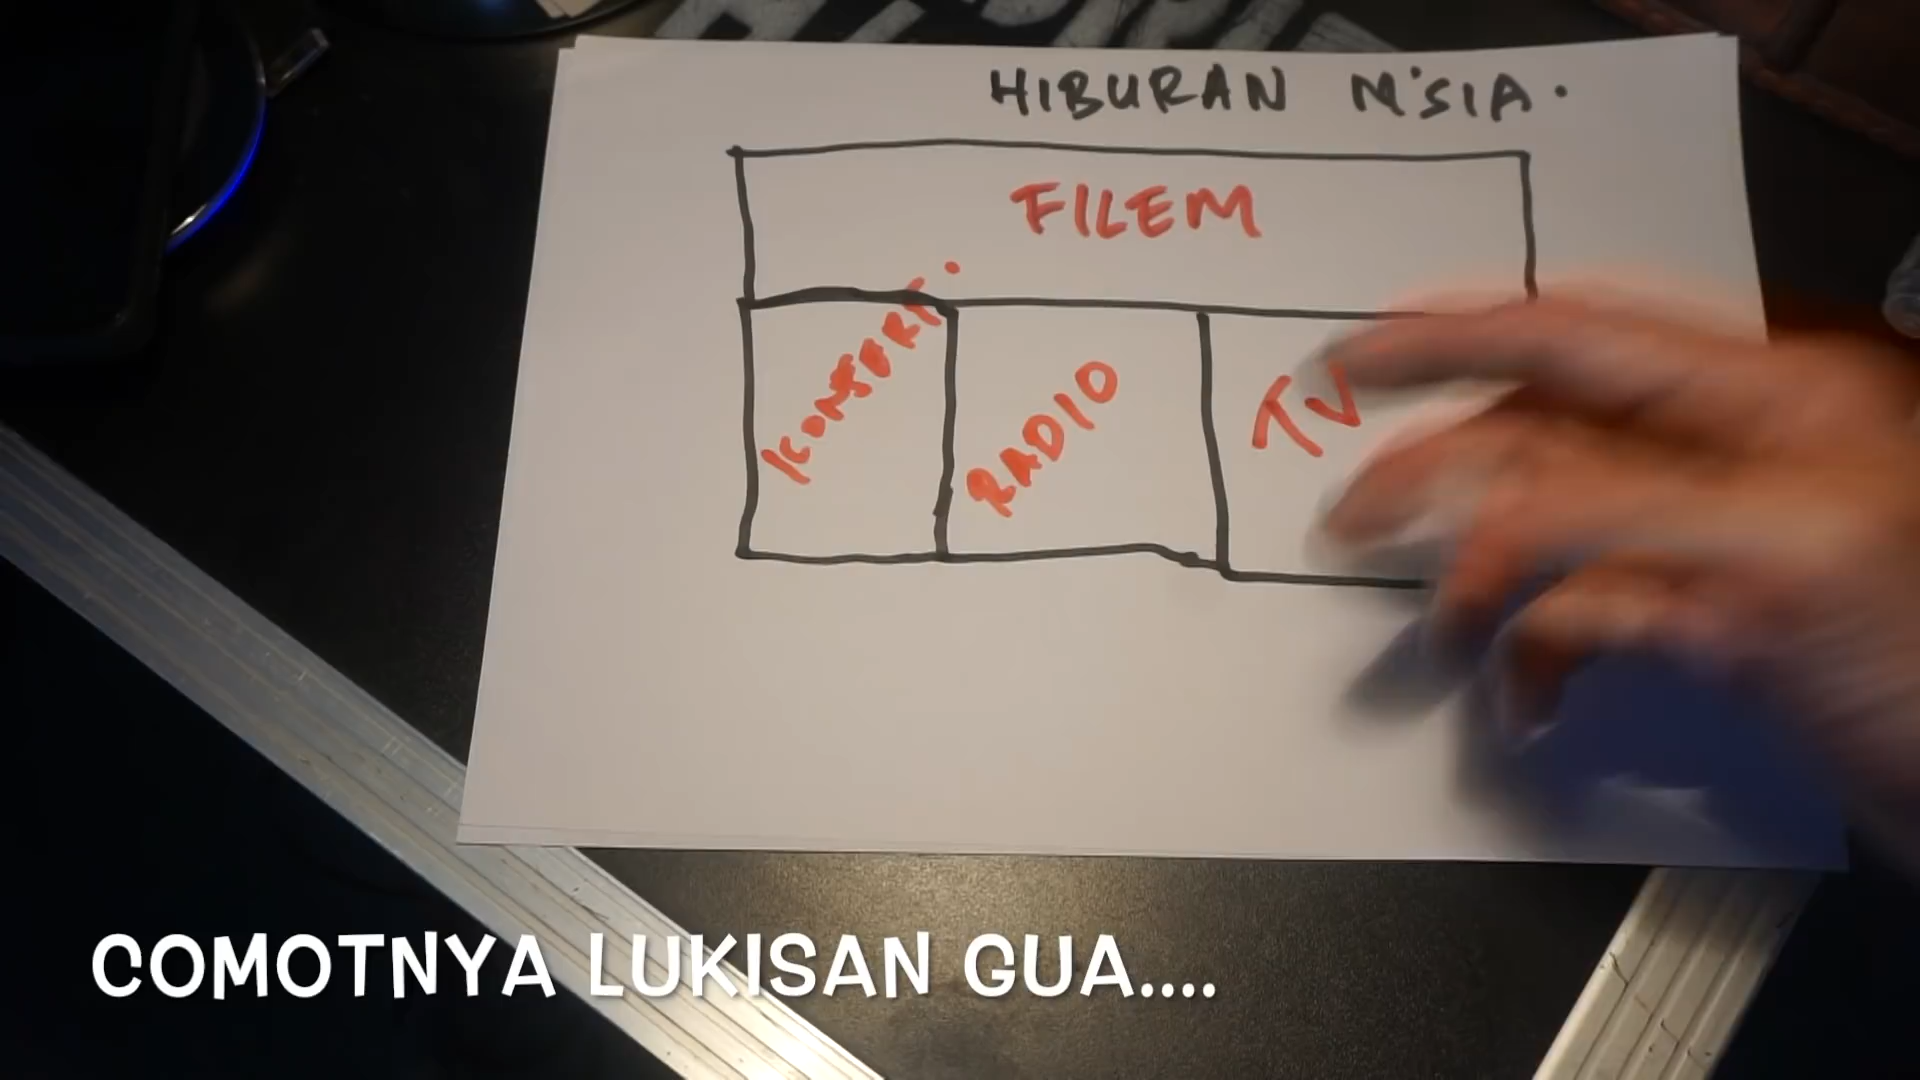 HIBURAN M'SIA.
FILEM
KONSERT.
RADIO
TV
COMOTNYA LUKISAN GUA....